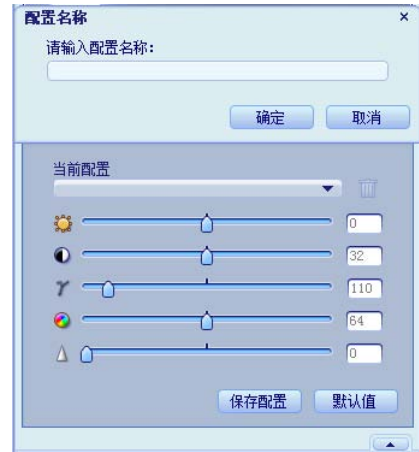 配置名称
请输入配置名称:
确定 取消
当前配置
0
32
γ 110
64
0
保存配置 默认值